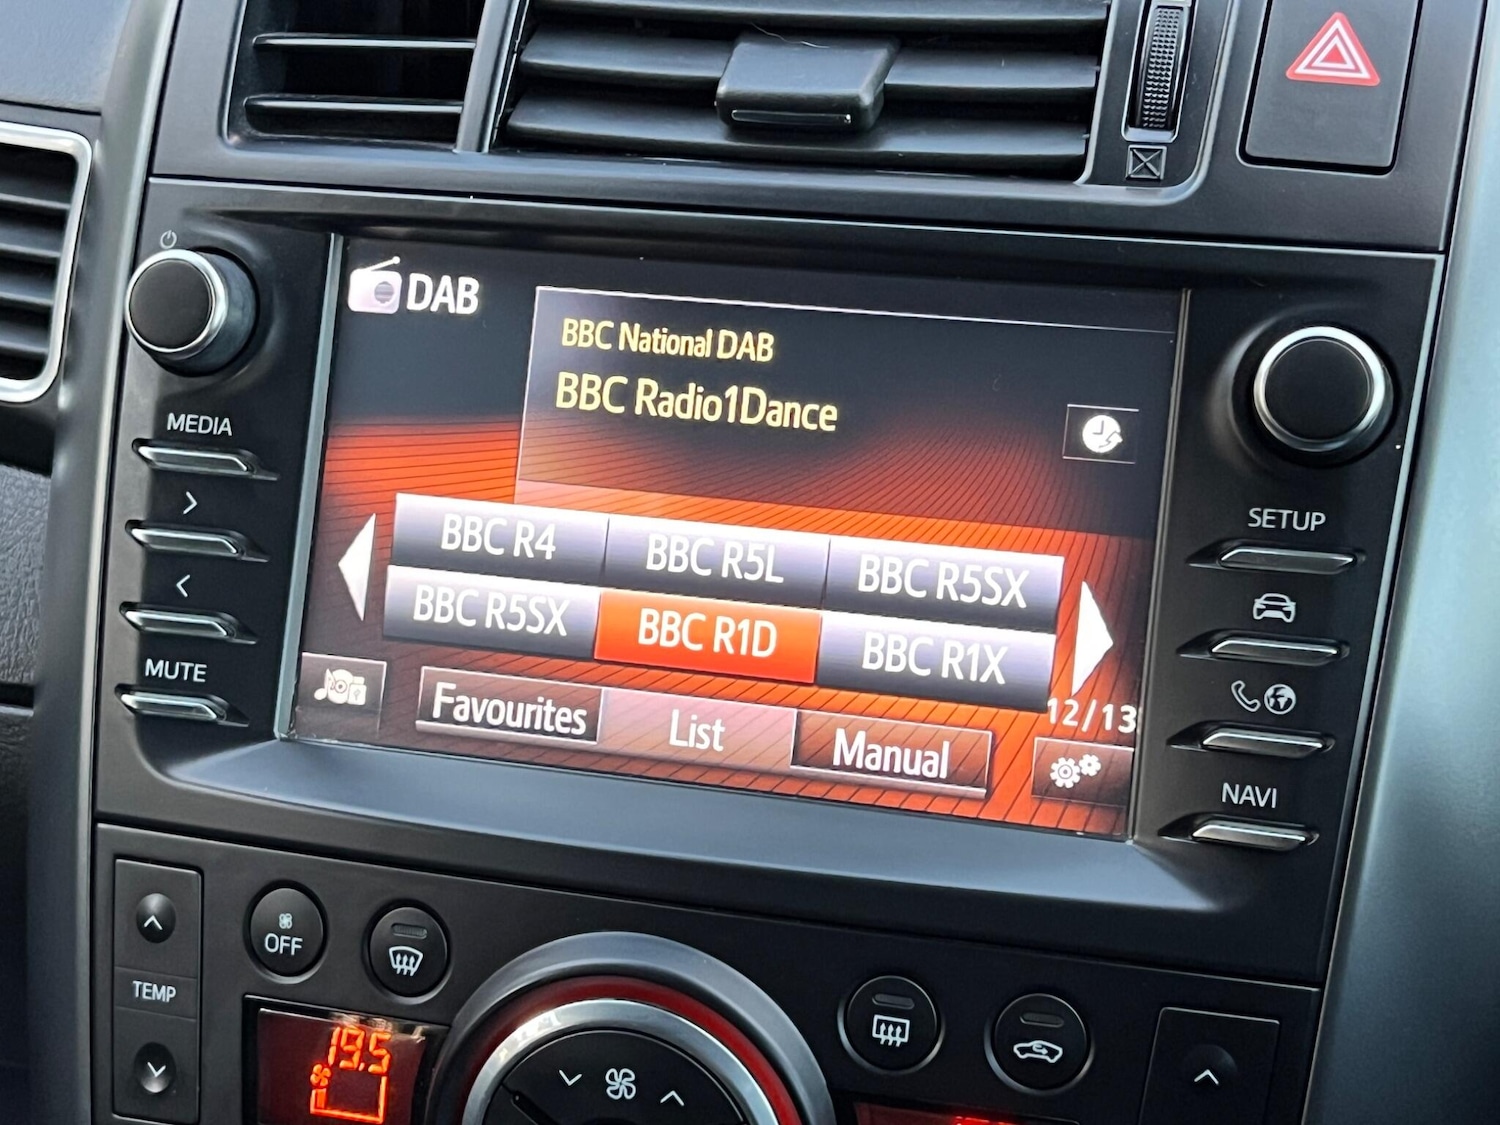 DAB
BBC National DAB
BBC Radio1Dance
MEDIA
MUTE
BBC R4
BBC R5L
BBC R5SX
BBC R5SX
BBC R1D
BBC R1X
12/13
Favourites
List
Manual
SETUP
NAVI
OFF
TEMP
19.5